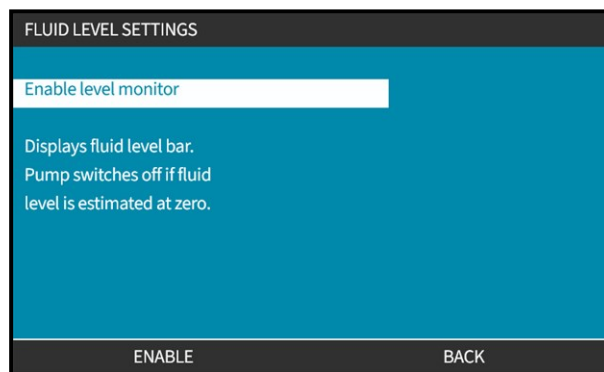 FLUID LEVEL SETTINGS
Enable level monitor
Displays fluid level bar.
Pump switches off if fluid
level is estimated at zero.
ENABLE
BACK